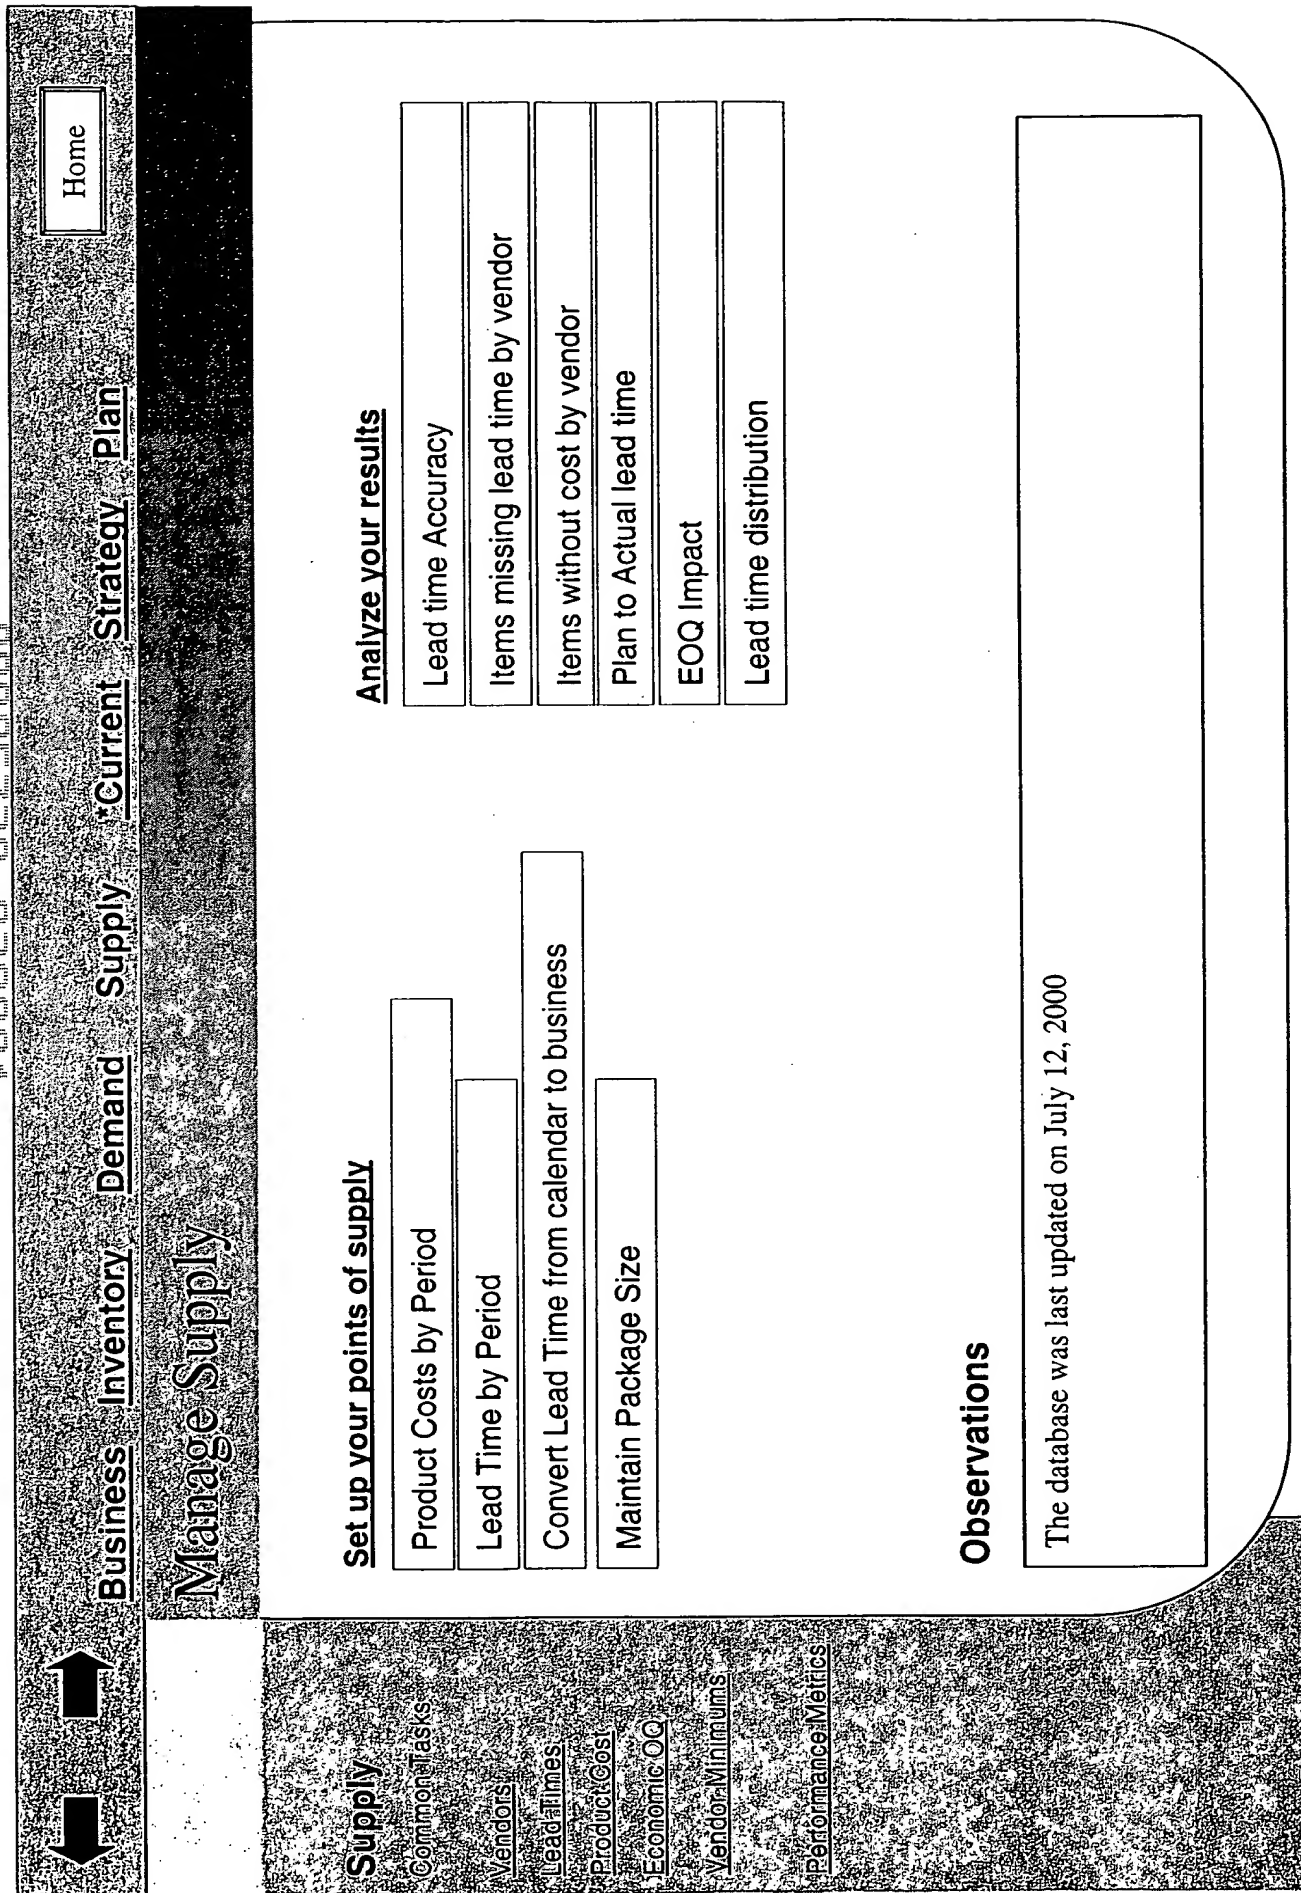 Home
Business Inventory Demand Supply *Current Strategy Plan
Manage Supply
Supply
Common Tasks
Vendors
Lead Times
Product Cost
Economic OQ
Vendor Minimums
Performance Metrics
Set up your points of supply
Product Costs by Period
Lead Time by Period
Convert Lead Time from calendar to business
Maintain Package Size
Analyze your results
Lead time Accuracy
Items missing lead time by vendor
Items without cost by vendor
Plan to Actual lead time
EOQ Impact
Lead time distribution
Observations
The database was last updated on July 12, 2000